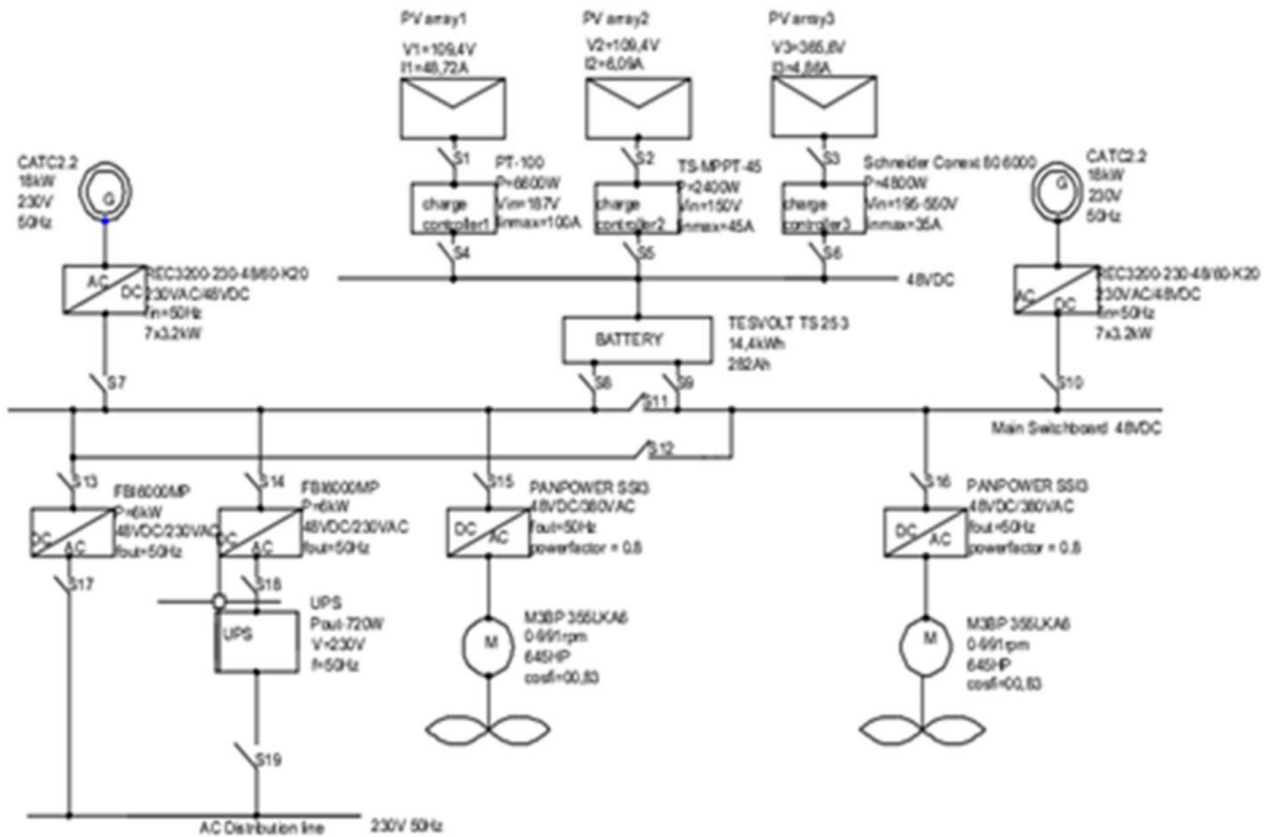 PV array1
V1=109,4V
I1=48,72A
PV array2
V2=109,4V
I2=6,09A
PV array3
V3=365,6V
I3=4,86A
S1
S2
S3
PT-100
P=6600W
Vin=187V
Iinmax=100A
charge
controller1
TS-MPPT-45
P=2400W
Vin=150V
Iinmax=45A
charge
controller2
Schneider Conext 80 6000
P=4800W
Vin=195-550V
Iinmax=35A
charge
controller3
CATC2.2
18kW
230V
50Hz
G
CATC2.2
18kW
230V
50Hz
G
S4
S5
S6
48VDC
AC
DC
REC3200-230-48/60-K20
230VAC/48VDC
fin=50Hz
7x3.2kW
AC
DC
REC3200-230-48/60-K20
230VAC/48VDC
fin=50Hz
7x3.2kW
BATTERY
TESVOLT TS 25 3
14,4kWh
282Ah
S7
S8
S9
S10
S11
Main Switchboard 48VDC
S12
S13
S14
S15
S16
FBI6000MP
P=6kW
48VDC/230VAC
fout=50Hz
DC
AC
FBI6000MP
P=6kW
48VDC/230VAC
fout=50Hz
DC
AC
PANPOWER SSI3
48VDC/380VAC
fout=50Hz
powerfactor = 0.8
DC
AC
PANPOWER SSI3
48VDC/380VAC
fout=50Hz
powerfactor = 0.8
DC
AC
S17
S18
UPS
UPS
Pout-720W
V=230V
f=50Hz
M
M3BP 355LKA6
0-991rpm
645HP
cosfi=00,83
M
M3BP 355LKA6
0-991rpm
645HP
cosfi=00,83
S19
AC Distribution line
230V 50Hz